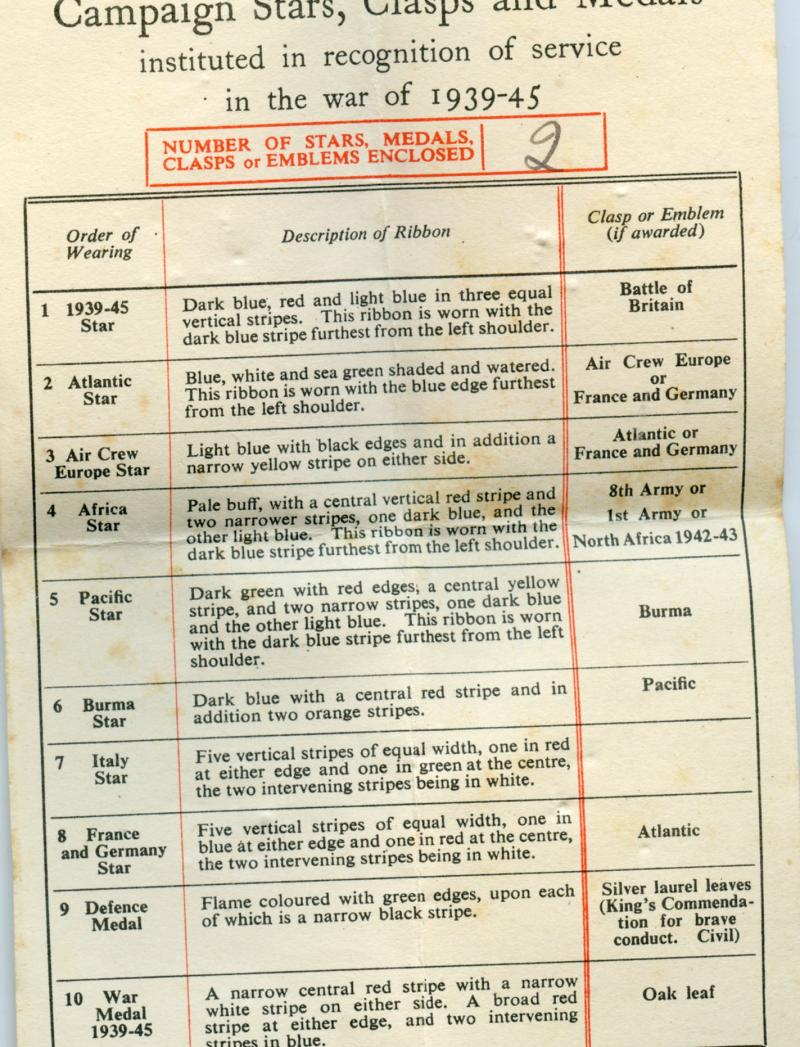 Campaign Stars, Clasps and Medals
instituted in recognition of service
in the war of 1939-45
NUMBER OF STARS, MEDALS,
CLASPS or EMBLEMS ENCLOSED
2
Order of
Wearing
Description of Ribbon
Clasp or Emblem
(if awarded)
1 1939-45
Star
Dark blue, red and light blue in three equal
vertical stripes. This ribbon is worn with the
dark blue stripe furthest from the left shoulder.
Battle of
Britain
2 Atlantic
Star
Blue, white and sea green shaded and watered.
This ribbon is worn with the blue edge furthest
from the left shoulder.
Air Crew Europe
or
France and Germany
3 Air Crew
Europe Star
Light blue with black edges and in addition a
narrow yellow stripe on either side.
Atlantic or
France and Germany
4 Africa
Star
Pale buff, with a central vertical red stripe and
two narrower stripes, one dark blue, and the
other light blue. This ribbon is worn with the
dark blue stripe furthest from the left shoulder.
8th Army or
1st Army or
North Africa 1942-43
5 Pacific
Star
Dark green with red edges, a central yellow
stripe, and two narrow stripes, one dark blue
and the other light blue. This ribbon is worn
with the dark blue stripe furthest from the left
shoulder.
Burma
6 Burma
Star
Dark blue with a central red stripe and in
addition two orange stripes.
Pacific
7 Italy
Star
Five vertical stripes of equal width, one in red
at either edge and one in green at the centre,
the two intervening stripes being in white.
8 France
and Germany
Star
Five vertical stripes of equal width, one in
blue at either edge and one in red at the centre,
the two intervening stripes being in white.
Atlantic
9 Defence
Medal
Flame coloured with green edges, upon each
of which is a narrow black stripe.
Silver laurel leaves
(King's Commenda-
tion for brave
conduct. Civil)
10 War
Medal
1939-45
A narrow central red stripe with a narrow
white stripe on either side. A broad red
stripe at either edge, and two intervening
stripes in blue.
Oak leaf